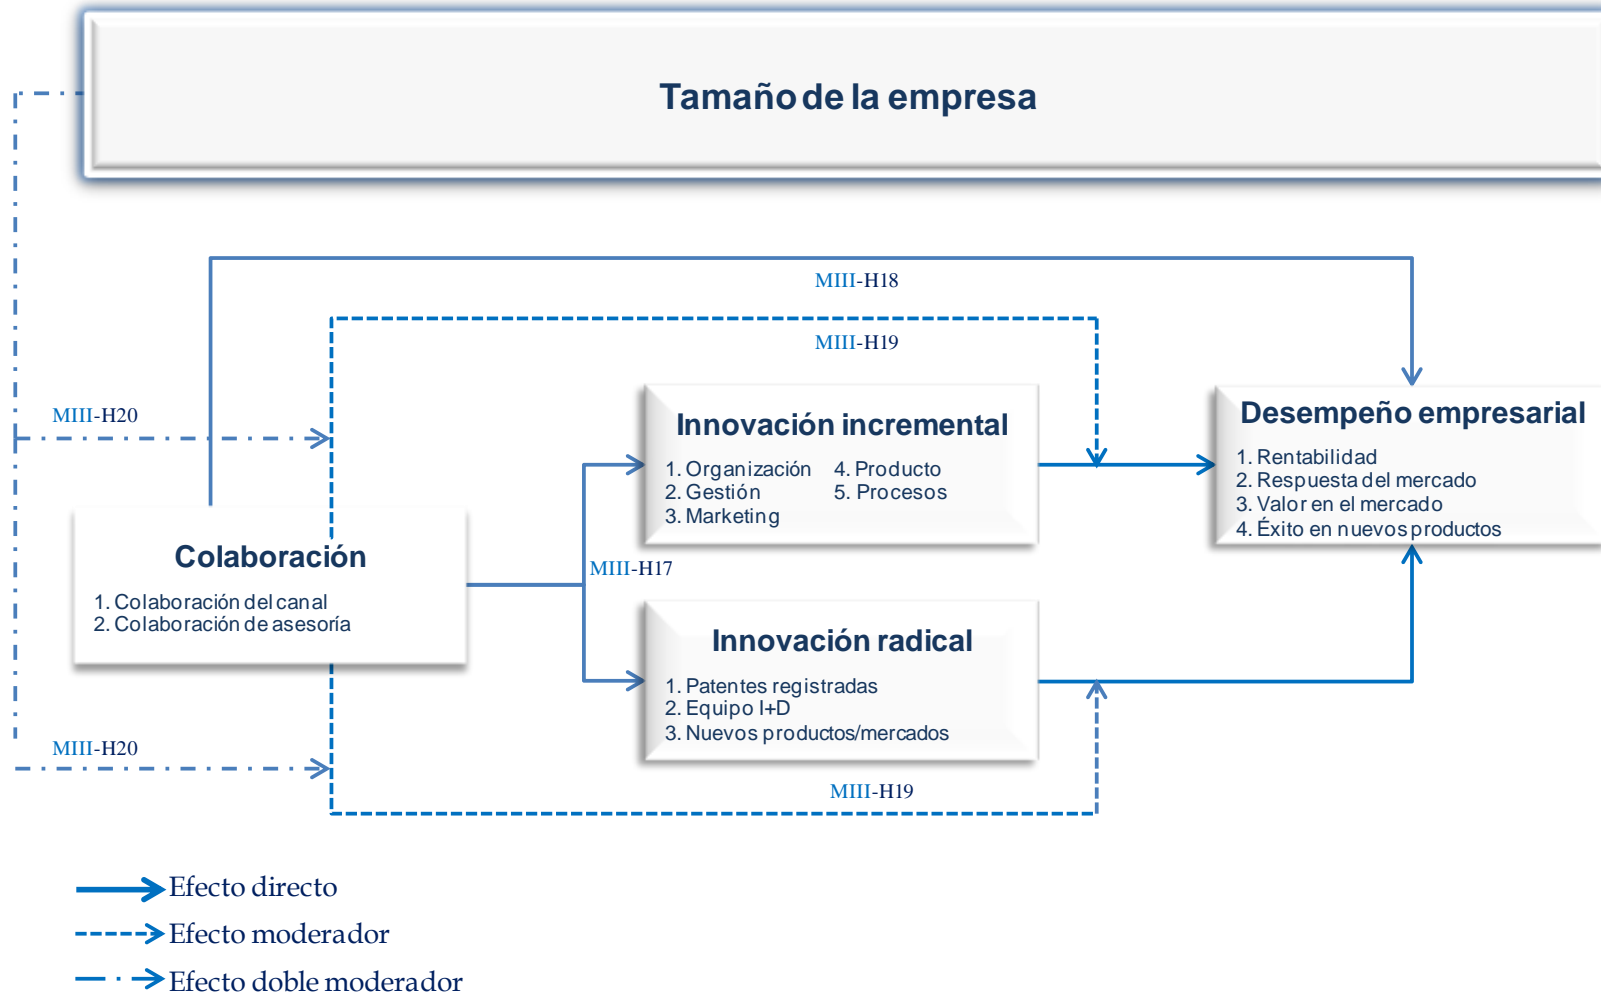 Tamaño de la empresa
MIII-H18
MIII-H19
MIII-H20
Innovación incremental
1. Organización 4. Producto
2. Gestión 5. Procesos
3. Marketing
Desempeño empresarial
1. Rentabilidad
2. Respuesta del mercado
3. Valor en el mercado
4. Éxito en nuevos productos
Colaboración
1. Colaboración del canal
2. Colaboración de asesoría
MIII-H17
Innovación radical
1. Patentes registradas
2. Equipo I+D
3. Nuevos productos/mercados
MIII-H20
MIII-H19
Efecto directo
Efecto moderador
Efecto doble moderador